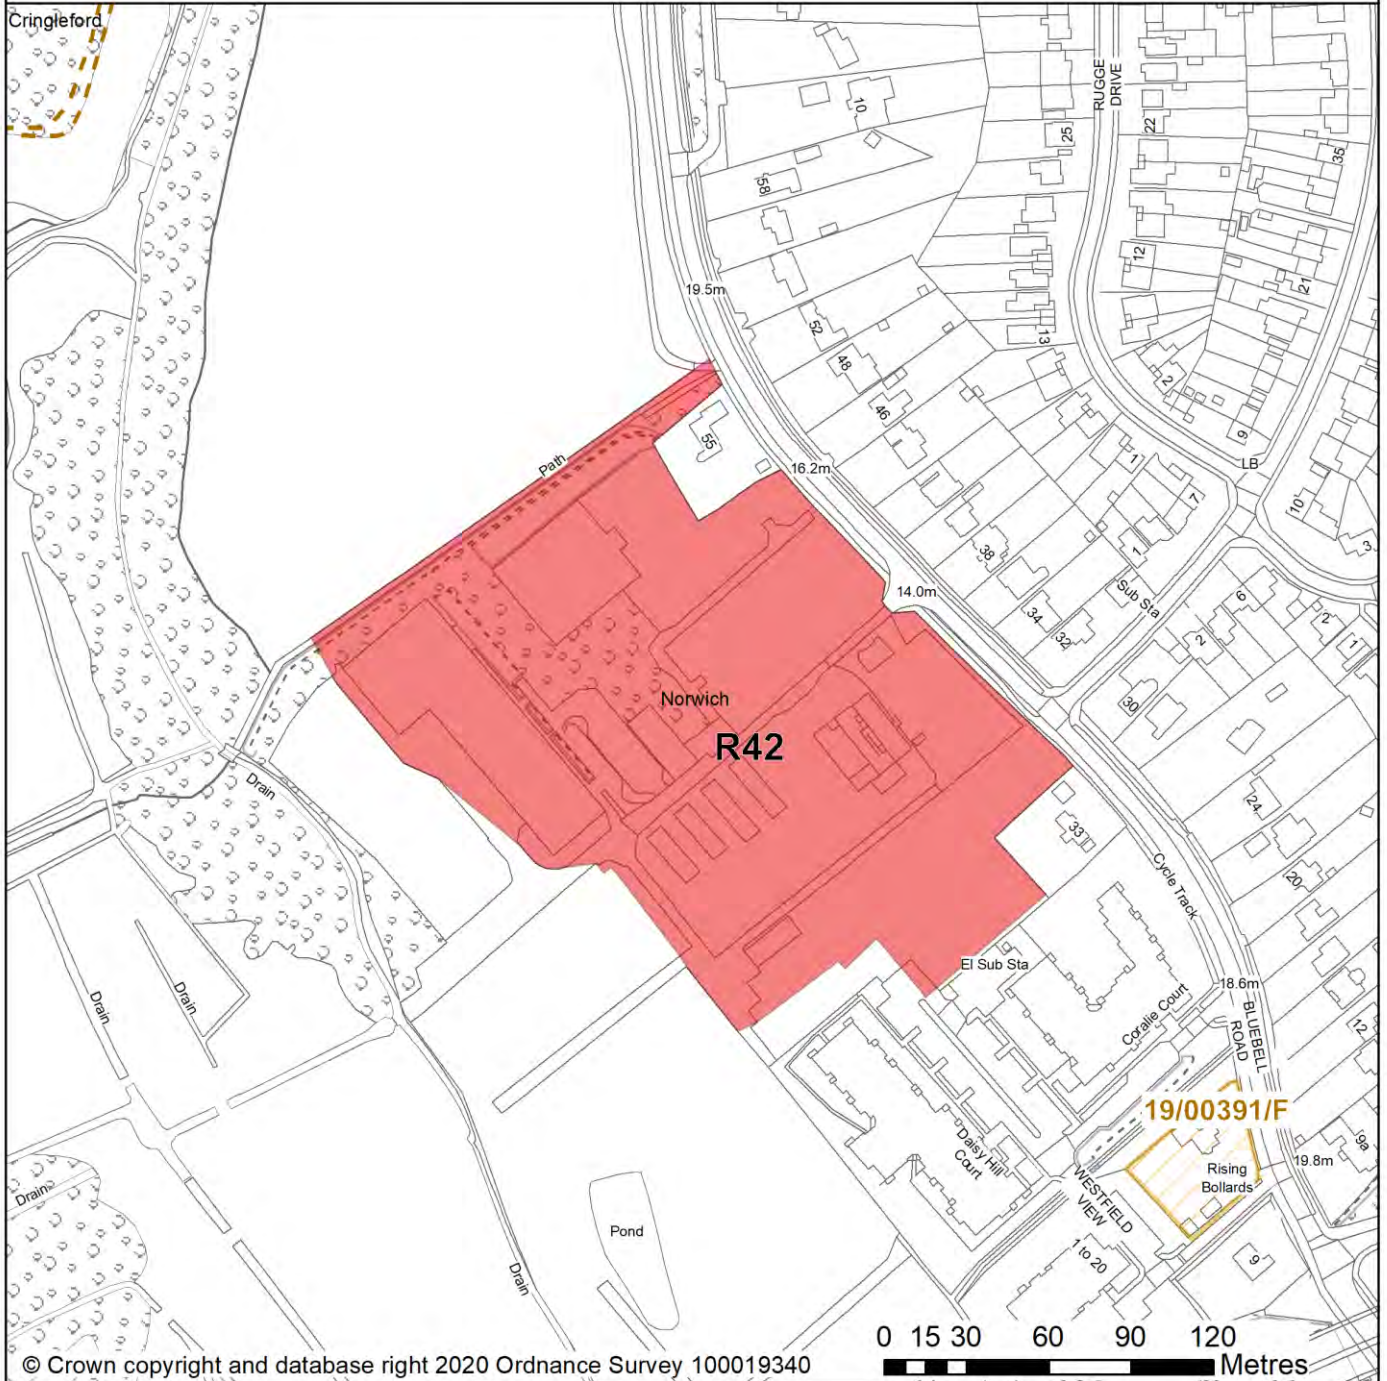 Cringleford
RUGGE
DRIVE
10
25
22
35
58
12
21
19.5m
52
48
13
2
46
9
55
Path
16.2m
LB
1
7
10
3
38
1
14.0m
Sub Sta
34
32
6
2
2
1
30
Norwich
R42
Drain
24
33
Cycle Track
20
El Sub Sta
18.6m
Drain
Drain
Coralie Court
BLUEBELL
ROAD
12
19/00391/F
9a
Daisy Hill
Court
19.8m
Rising
Bollards
Drain
WESTFIELD
VIEW
Pond
1 to 20
9
Drain
0 15 30 60 90 120
Metres
© Crown copyright and database right 2020 Ordnance Survey 100019340